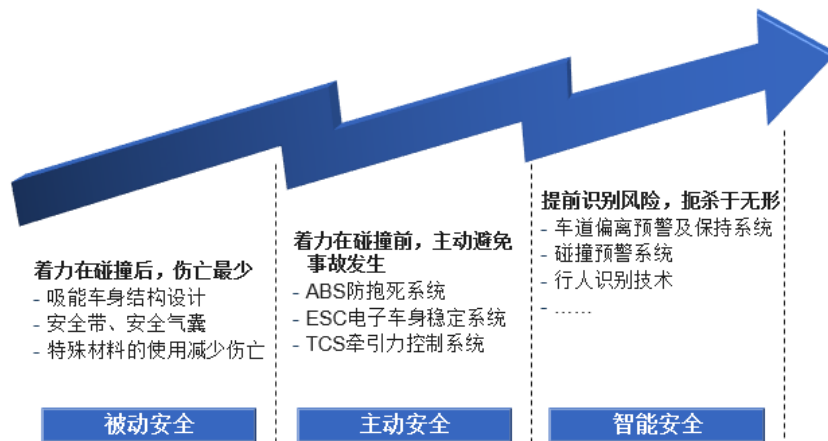 着力在碰撞后，伤亡最少
- 吸能车身结构设计
- 安全带、安全气囊
- 特殊材料的使用减少伤亡
被动安全
着力在碰撞前，主动避免
事故发生
- ABS防抱死系统
- ESC电子车身稳定系统
- TCS牵引力控制系统
主动安全
提前识别风险，扼杀于无形
- 车道偏离预警及保持系统
- 碰撞预警系统
- 行人识别技术
- ……
智能安全